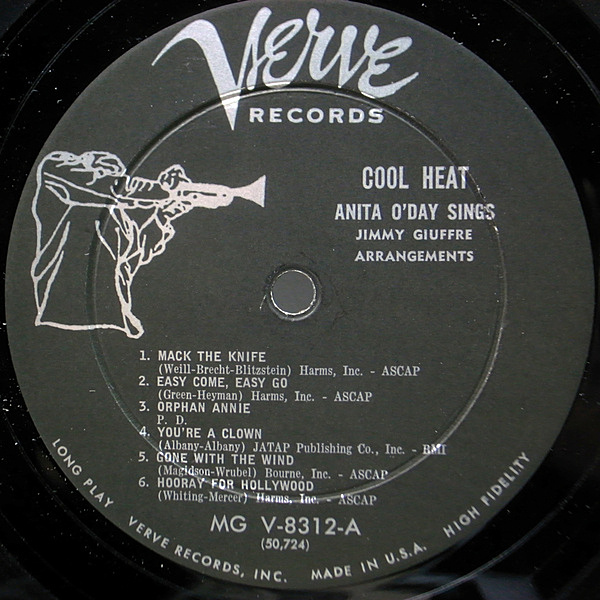 Verve
RECORDS
COOL HEAT
ANITA O'DAY SINGS
JIMMY GIUFFRE
ARRANGEMENTS
1. MACK THE KNIFE
(Weill-Brecht-Blitzstein) Harms, Inc. - ASCAP
2. EASY COME, EASY GO
(Green-Heyman) Harms, Inc. - ASCAP
3. ORPHAN ANNIE
P. D.
4. YOU'RE A CLOWN
(Albany-Albany) JATAP Publishing Co., Inc. - BMI
5. GONE WITH THE WIND
(Magidson-Wrubel) Bourne, Inc. - ASCAP
6. HOORAY FOR HOLLYWOOD
(Whiting-Mercer) Harms, Inc. - ASCAP
MG V-8312-A
(50,724)
LONG PLAY VERVE RECORDS, INC. MADE IN U.S.A. HIGH FIDELITY